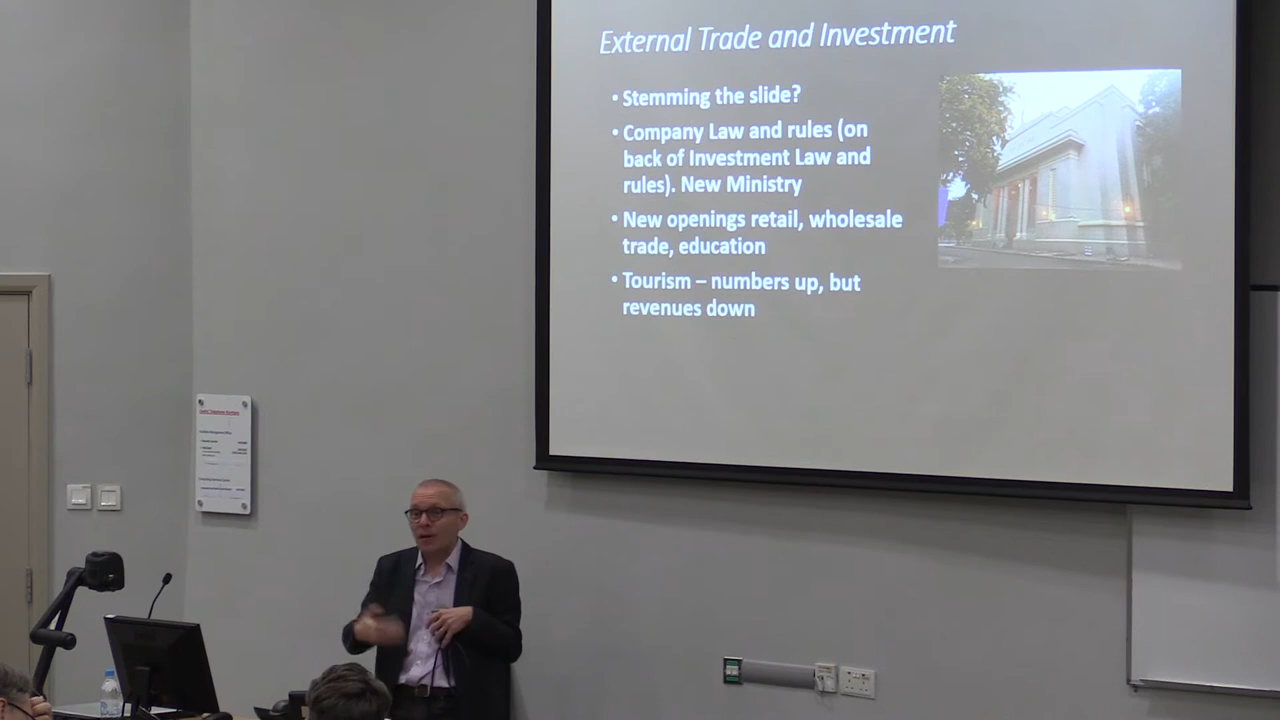 External Trade and Investment
• Stemming the slide?
• Company Law and rules (on
back of Investment Law and
rules). New Ministry
• New openings retail, wholesale
trade, education
• Tourism – numbers up, but
revenues down